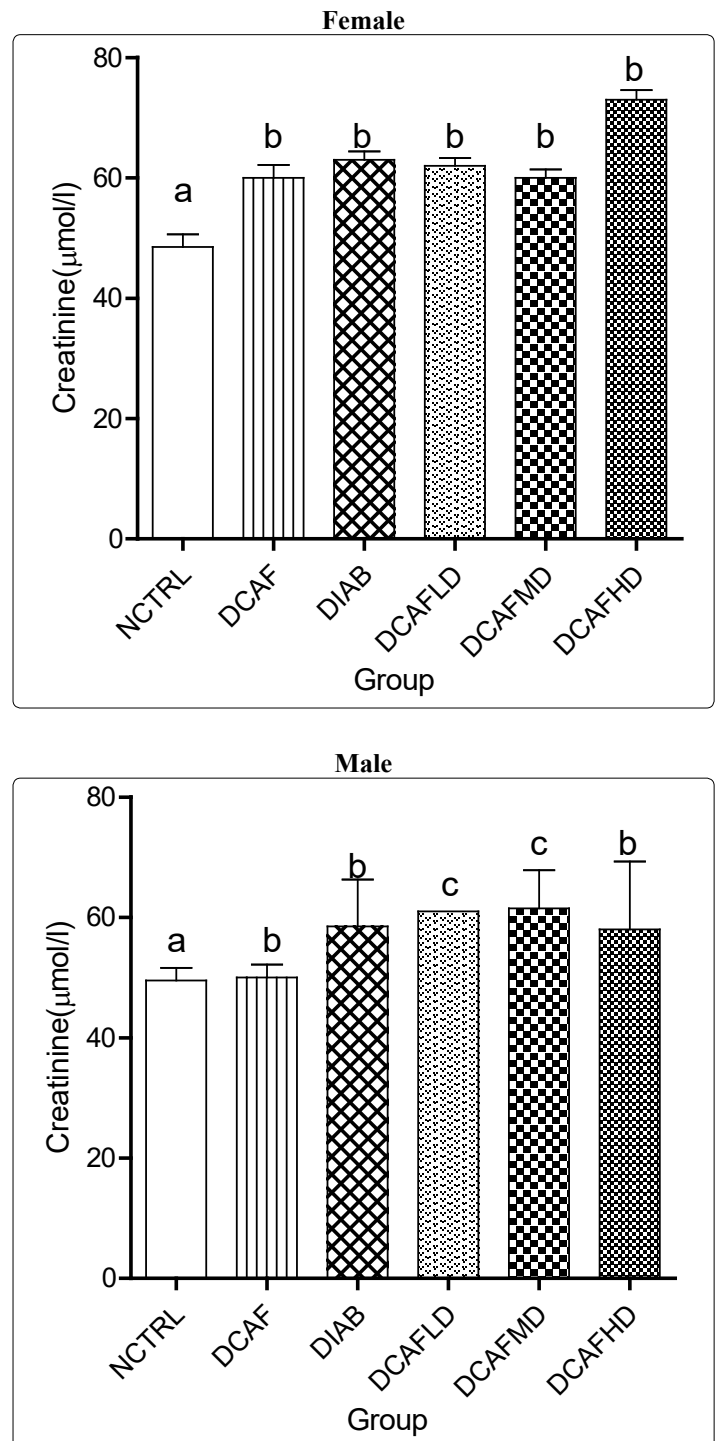 Female
80
60
40
20
0
Creatinine(μmol/l)
a
b
b
b
b
b
NCTRL
DCAF
DIAB
DCAFLD
DCAFMD
DCAFHD
Group
Male
80
60
40
20
0
Creatinine(μmol/l)
a
b
b
c
c
b
NCTRL
DCAF
DIAB
DCAFLD
DCAFMD
DCAFHD
Group